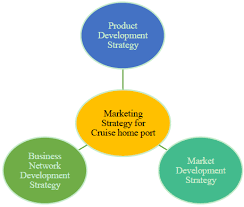 Product
Development
Strategy
Marketing
Strategy for
Cruise home port
Business
Network
Development
Strategy
Market
Development
Strategy